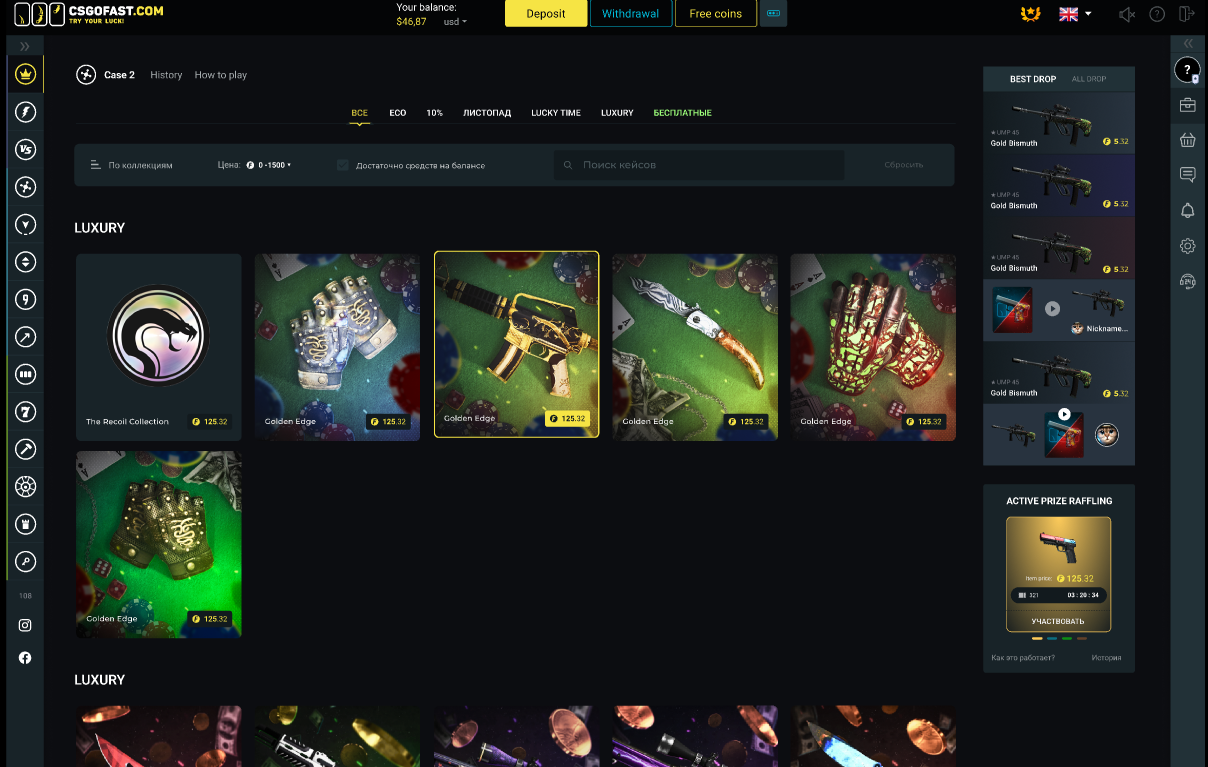 CSGOFAST.COM
TRY YOUR LUCK!
Your balance:
$46,87 usd
Deposit
Withdrawal
Free coins
Case 2
History
How to play
ВСЕ
ECO
10%
ЛИСТОПАД
LUCKY TIME
LUXURY
БЕСПЛАТНЫЕ
По коллекциям
Цена: 0 -1500
Достаточно средств на балансе
Поиск кейсов
Сбросить
LUXURY
The Recoil Collection
125.32
Golden Edge
125.32
Golden Edge
125.32
Golden Edge
125.32
Golden Edge
125.32
Golden Edge
125.32
LUXURY
108
BEST DROP
ALL DROP
★ UMP 45
Gold Bismuth
5.32
★ UMP 45
Gold Bismuth
5.32
★ UMP 45
Gold Bismuth
5.32
Nickname...
★ UMP 45
Gold Bismuth
5.32
ACTIVE PRIZE RAFFLING
Item price: 125.32
321
03 : 20 : 34
УЧАСТВОВАТЬ
Как это работает?
История